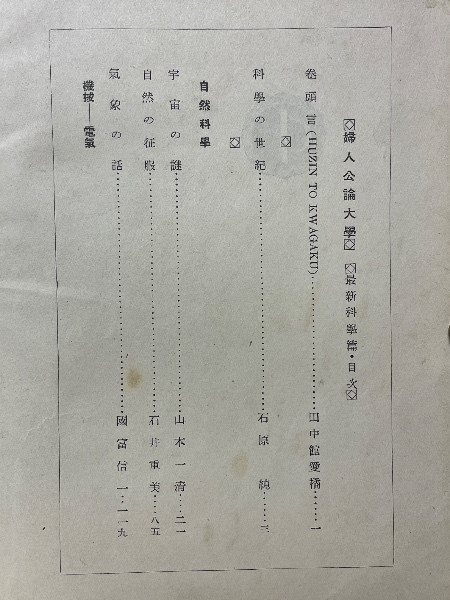 婦人公論大學 最新科學篇・目次
卷頭言(HUZIN TO KWAGAKU)……田中館愛橘……一
科學の世紀……石原純……三
自然科學
宇宙の謎……山本一淸……二一
自然の征服……石井重美……八五
氣象の話……國富信一……一一九
機械——電氣